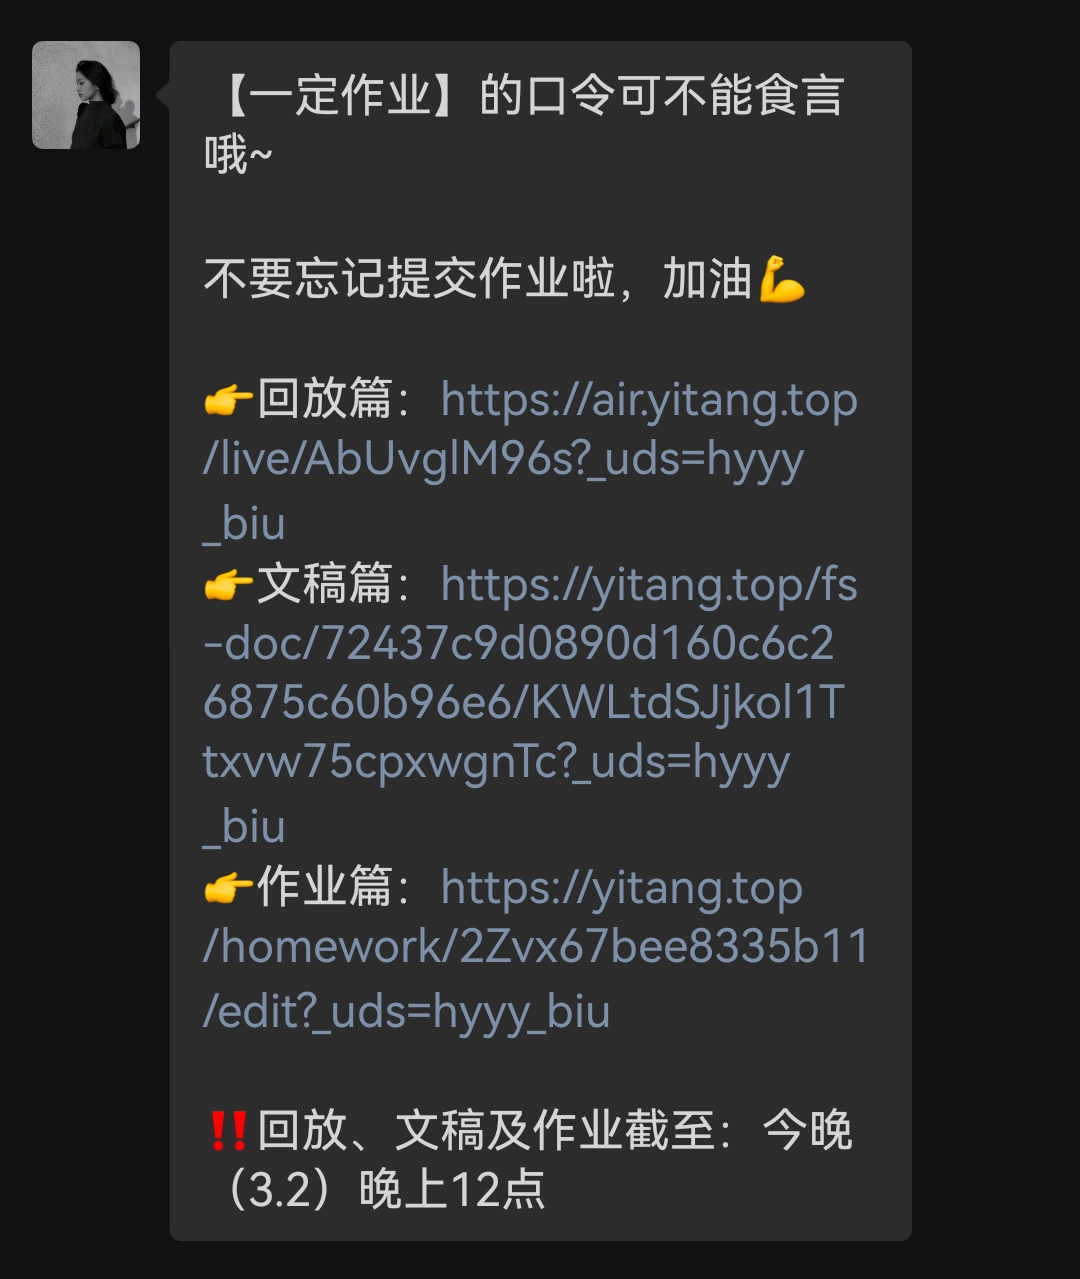 【一定作业】的口令可不能食言
哦~
不要忘记提交作业啦，加油💪
👉回放篇：https://air.yitang.top
/live/AbUvglM96s?_uds=hyyy
_biu
👉文稿篇：https://yitang.top/fs
-doc/72437c9d0890d160c6c2
6875c60b96e6/KWLtdSJjkol1T
txvw75cpxwgnTc?_uds=hyyy
_biu
👉作业篇：https://yitang.top
/homework/2Zvx67bee8335b11
/edit?_uds=hyyy_biu
‼️回放、文稿及作业截至：今晚
（3.2）晚上12点